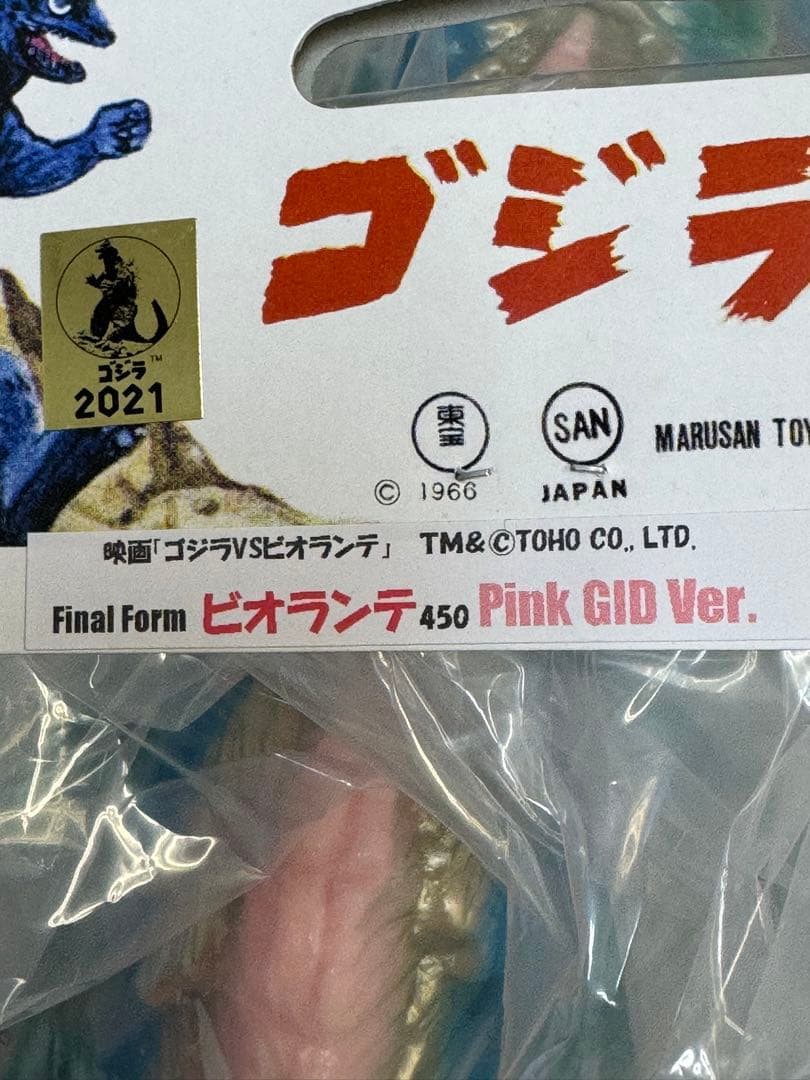 ゴジラ
ゴジラ™
2021
東宝
SAN
MARUSAN TOY
© 1966
JAPAN
映画「ゴジラVSビオランテ」 TM&©TOHO CO., LTD.
Final Form ビオランテ450 Pink GID Ver.